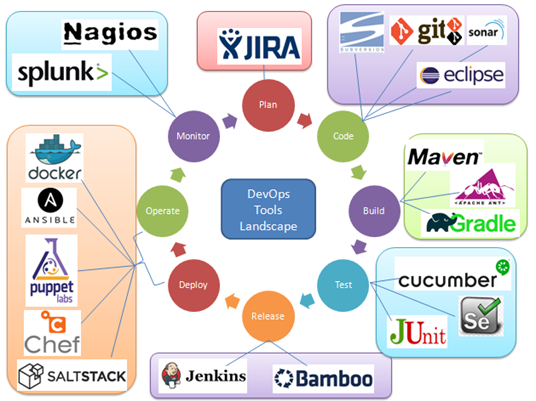 Nagios
splunk>
JIRA
SUBVERSION
git
sonar
eclipse
Plan
Monitor
Code
docker
ANSIBLE
puppet
labs
Chef
SALTSTACK
Operate
DevOps
Tools
Landscape
Build
Maven™
APACHE ANT
Gradle
Deploy
Test
cucumber
Se
JUnit
Release
Jenkins
Bamboo